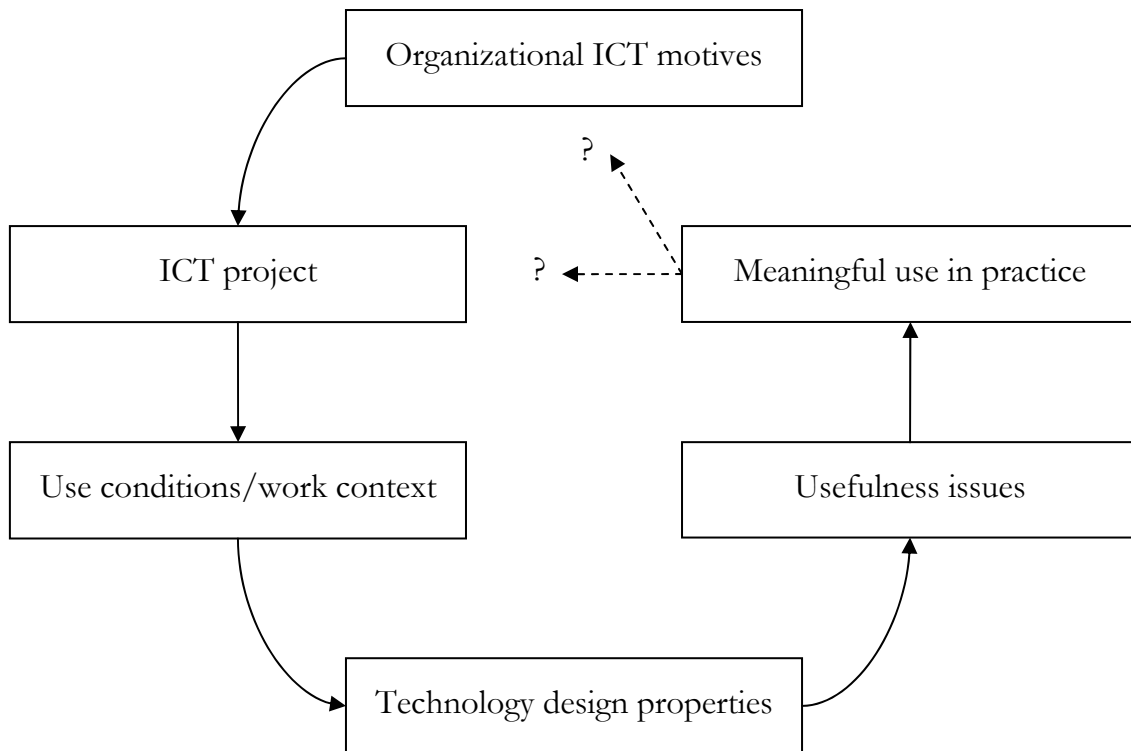 Organizational ICT motives
?
ICT project
?
Meaningful use in practice
Use conditions/work context
Usefulness issues
Technology design properties